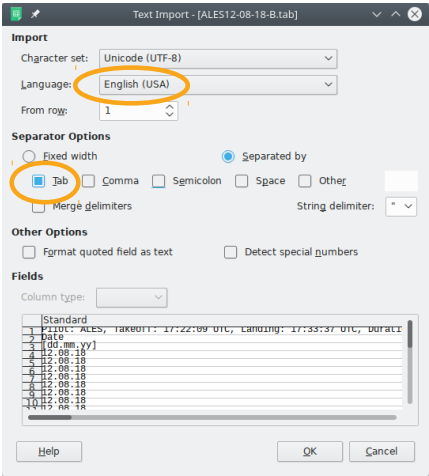 Text Import - [ALES12-08-18-B.tab]
Import
Character set: Unicode (UTF-8)
Language: English (USA)
From row: 1
Separator Options
Fixed width Separated by
Tab Comma Semicolon Space Other
Merge delimiters String delimiter: "
Other Options
Format quoted field as text Detect special numbers
Fields
Column type:
Standard
1 Pilot: ALES, Takeoff: 17:22:09 UTC, Landing: 17:33:37 UTC, Durati
2 Date
3 [dd.mm.yy]
4 12.08.18
5 12.08.18
6 12.08.18
7 12.08.18
8 12.08.18
9 12.08.18
10 12.08.18
12.08.18
Help OK Cancel